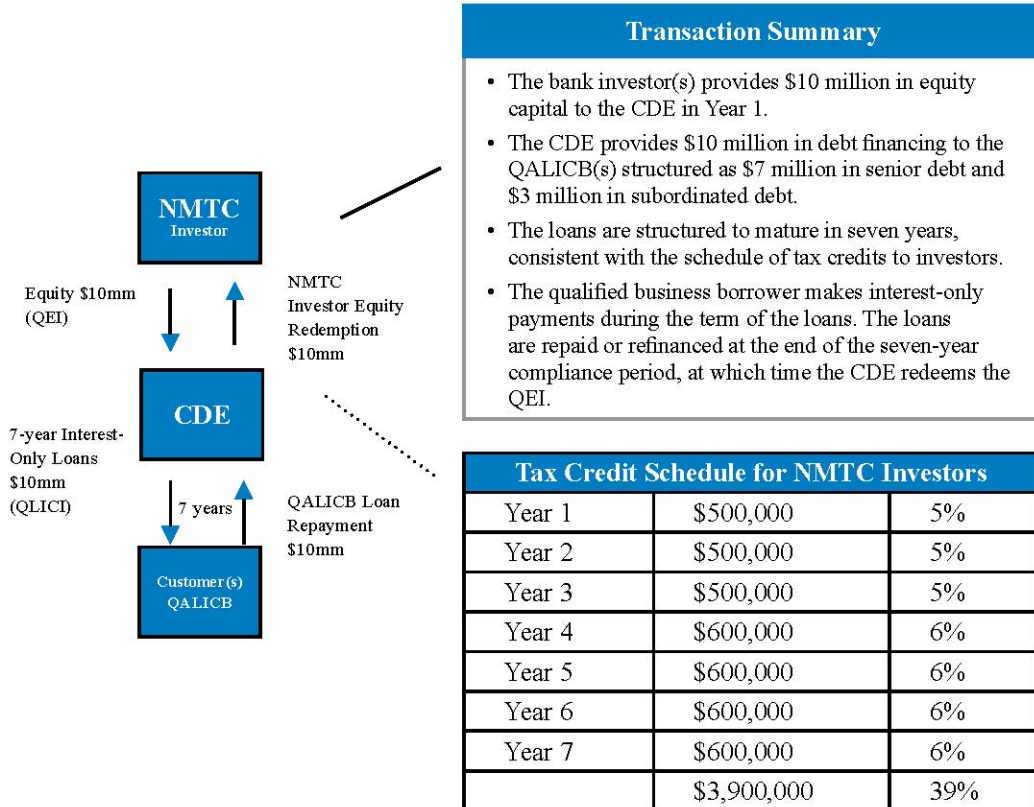 NMTC
Investor
Equity $10mm
(QEI)
NMTC
Investor Equity
Redemption
$10mm
CDE
7-year Interest-
Only Loans
$10mm
(QLICI)
7 years
QALICB Loan
Repayment
$10mm
Customer(s)
QALICB
Transaction Summary
• The bank investor(s) provides $10 million in equity
capital to the CDE in Year 1.
• The CDE provides $10 million in debt financing to the
QALICB(s) structured as $7 million in senior debt and
$3 million in subordinated debt.
• The loans are structured to mature in seven years,
consistent with the schedule of tax credits to investors.
• The qualified business borrower makes interest-only
payments during the term of the loans. The loans
are repaid or refinanced at the end of the seven-year
compliance period, at which time the CDE redeems the
QEI.
Tax Credit Schedule for NMTC Investors
Year 1 $500,000 5%
Year 2 $500,000 5%
Year 3 $500,000 5%
Year 4 $600,000 6%
Year 5 $600,000 6%
Year 6 $600,000 6%
Year 7 $600,000 6%
$3,900,000 39%